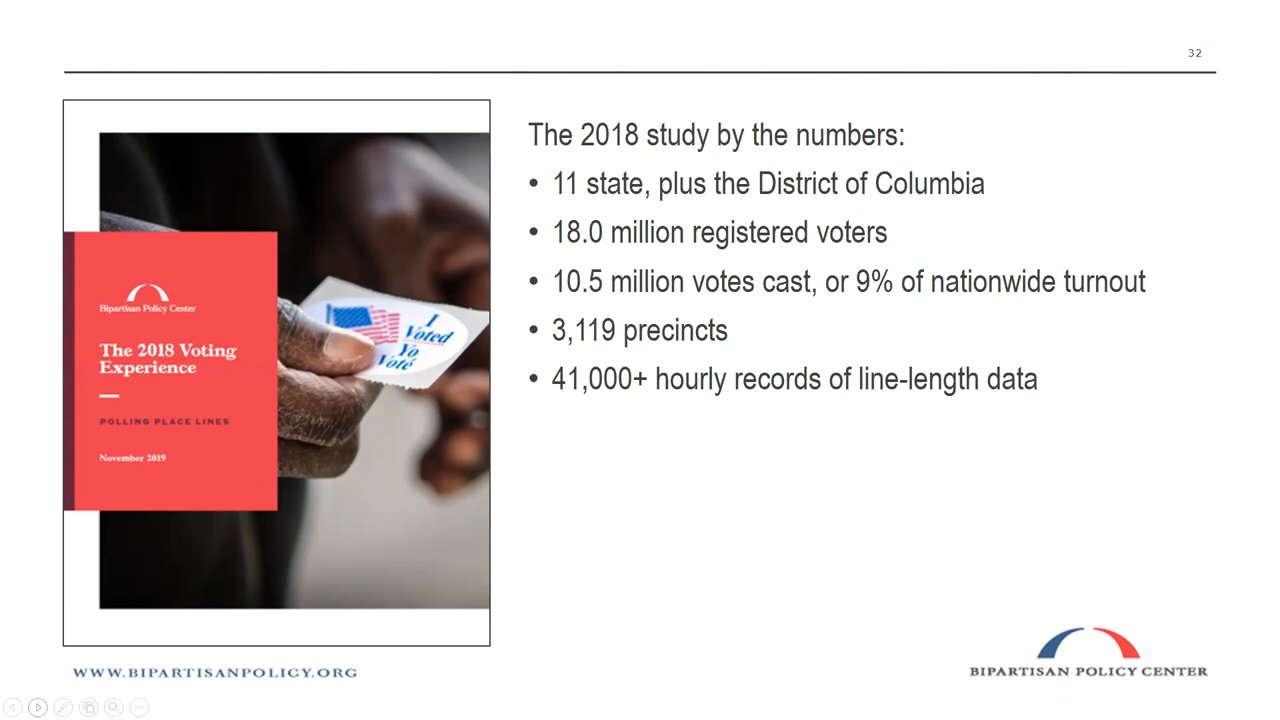 32
Bipartisan Policy Center
The 2018 Voting
Experience
POLLING PLACE LINES
November 2019
I
Voted
Yo
Voté
The 2018 study by the numbers:
• 11 state, plus the District of Columbia
• 18.0 million registered voters
• 10.5 million votes cast, or 9% of nationwide turnout
• 3,119 precincts
• 41,000+ hourly records of line-length data
WWW.BIPARTISANPOLICY.ORG
BIPARTISAN POLICY CENTER